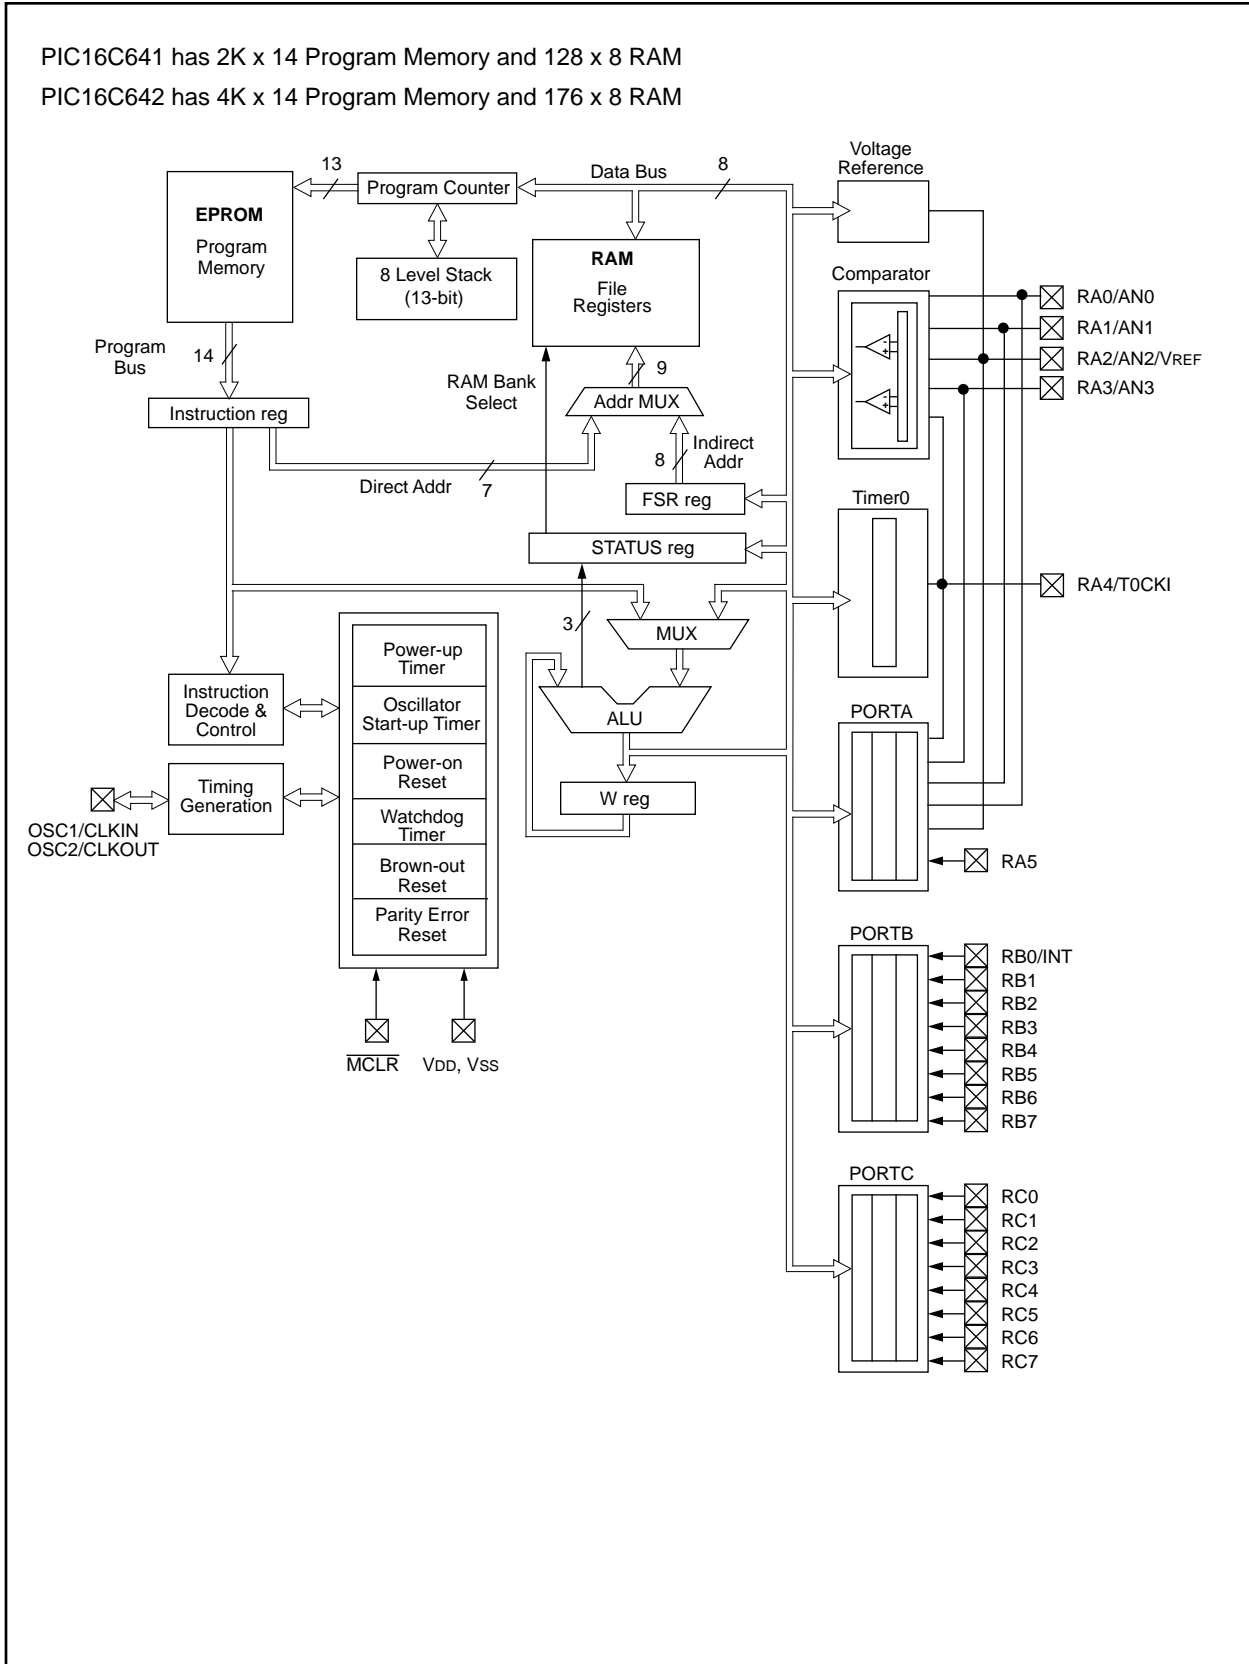 PIC16C641 has 2K x 14 Program Memory and 128 x 8 RAM
PIC16C642 has 4K x 14 Program Memory and 176 x 8 RAM
13
Program Counter
Data Bus
8
Voltage
Reference
EPROM
Program
Memory
8 Level Stack
(13-bit)
RAM
File
Registers
Comparator
- +
- +
RA0/AN0
RA1/AN1
RA2/AN2/VREF
RA3/AN3
Program
Bus
14
RAM Bank
Select
9
Addr MUX
Instruction reg
Direct Addr
7
8
Indirect
Addr
FSR reg
Timer0
STATUS reg
RA4/T0CKI
3
MUX
Power-up
Timer
Oscillator
Start-up Timer
Power-on
Reset
Watchdog
Timer
Brown-out
Reset
Parity Error
Reset
Instruction
Decode &
Control
ALU
PORTA
Timing
Generation
W reg
OSC1/CLKIN
OSC2/CLKOUT
RA5
PORTB
RB0/INT
RB1
RB2
RB3
RB4
RB5
RB6
RB7
MCLR
VDD, VSS
PORTC
RC0
RC1
RC2
RC3
RC4
RC5
RC6
RC7